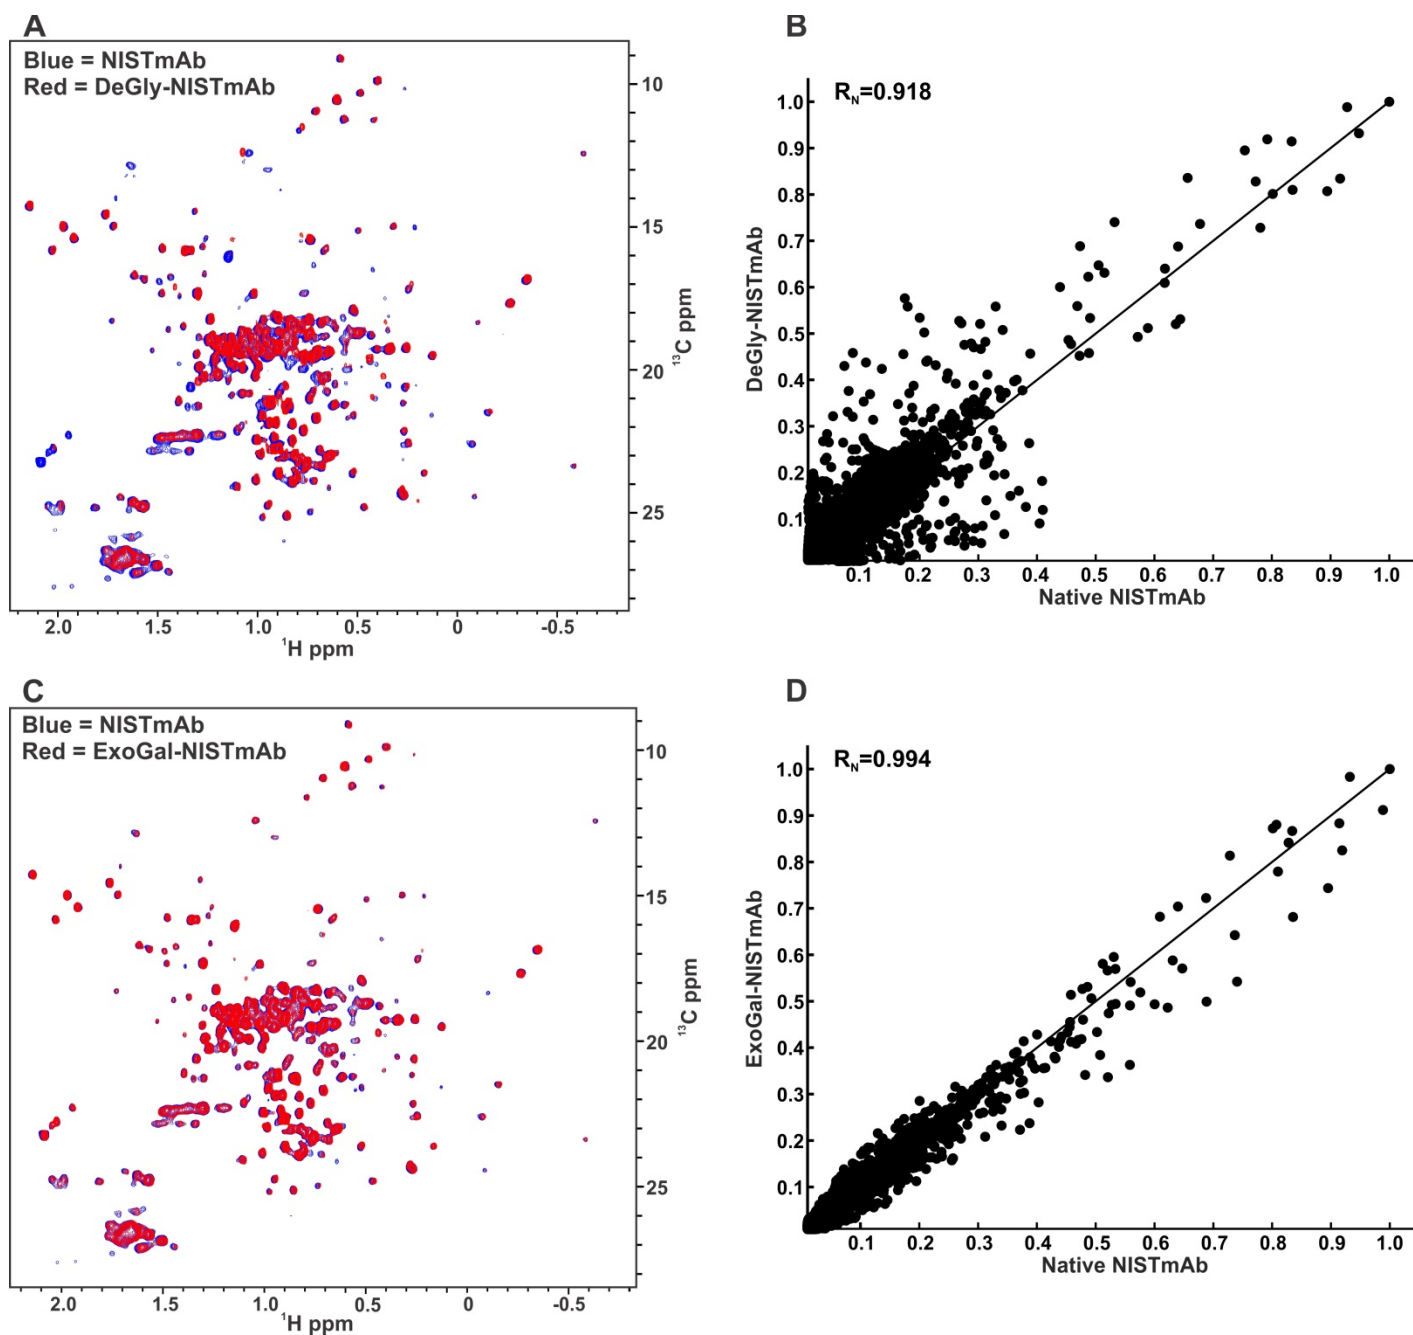 A
Blue = NISTmAb
Red = DeGly-NISTmAb
10
15
20
25
¹³C ppm
2.0 1.5 1.0 0.5 0 -0.5
¹H ppm
B
R_N=0.918
1.0
0.9
0.8
0.7
0.6
0.5
0.4
0.3
0.2
0.1
DeGly-NISTmAb
0.1 0.2 0.3 0.4 0.5 0.6 0.7 0.8 0.9 1.0
Native NISTmAb
C
Blue = NISTmAb
Red = ExoGal-NISTmAb
10
15
20
25
¹³C ppm
2.0 1.5 1.0 0.5 0 -0.5
¹H ppm
D
R_N=0.994
1.0
0.9
0.8
0.7
0.6
0.5
0.4
0.3
0.2
0.1
ExoGal-NISTmAb
0.1 0.2 0.3 0.4 0.5 0.6 0.7 0.8 0.9 1.0
Native NISTmAb